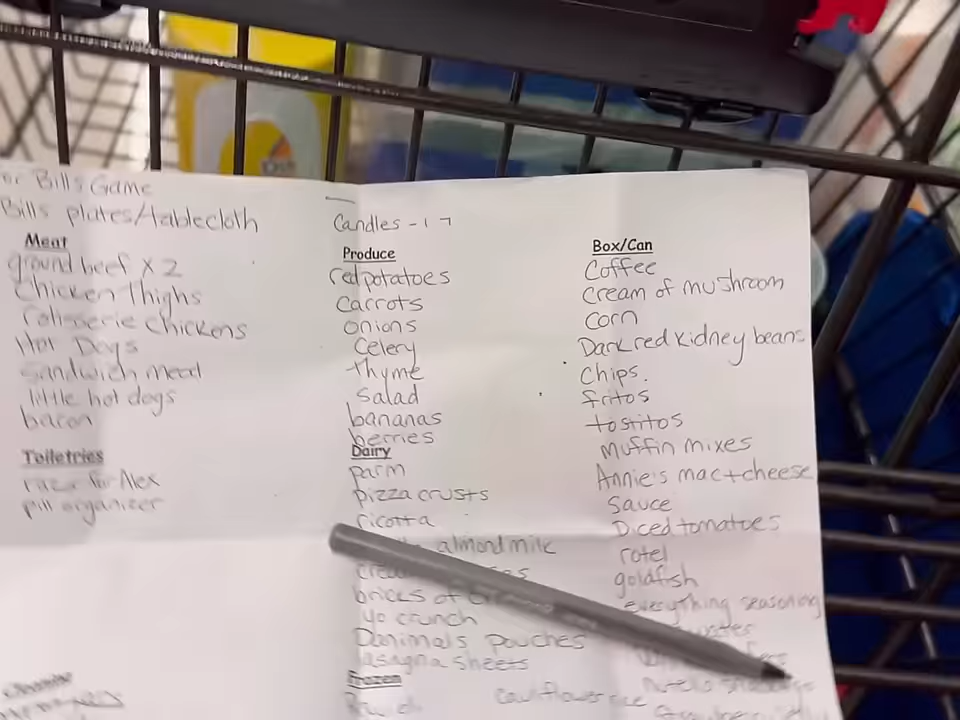 Bills Game
Bills plates/tablecloth
Meat
ground beef x 2
Chicken Thighs
rotisserie chickens
Hot Dogs
sandwich meat
little hot dogs
bacon
Toiletries
for Alex
pill organizer
Candles - 17
Produce
red potatoes
Carrots
onions
Celery
thyme
salad
bananas
berries
Dairy
parm
pizza crusts
ricotta
almond milk
brices of
yo crunch
Danimals pouches
lasagna sheets
Frozen
cauliflower rice
Box/Can
Coffee
Cream of mushroom
Corn
Dark red kidney beans
Chips.
fritos
tostitos
Muffin mixes
Annie's mac+cheese
Sauce
Diced tomatoes
rotel
goldfish
everything seasoning